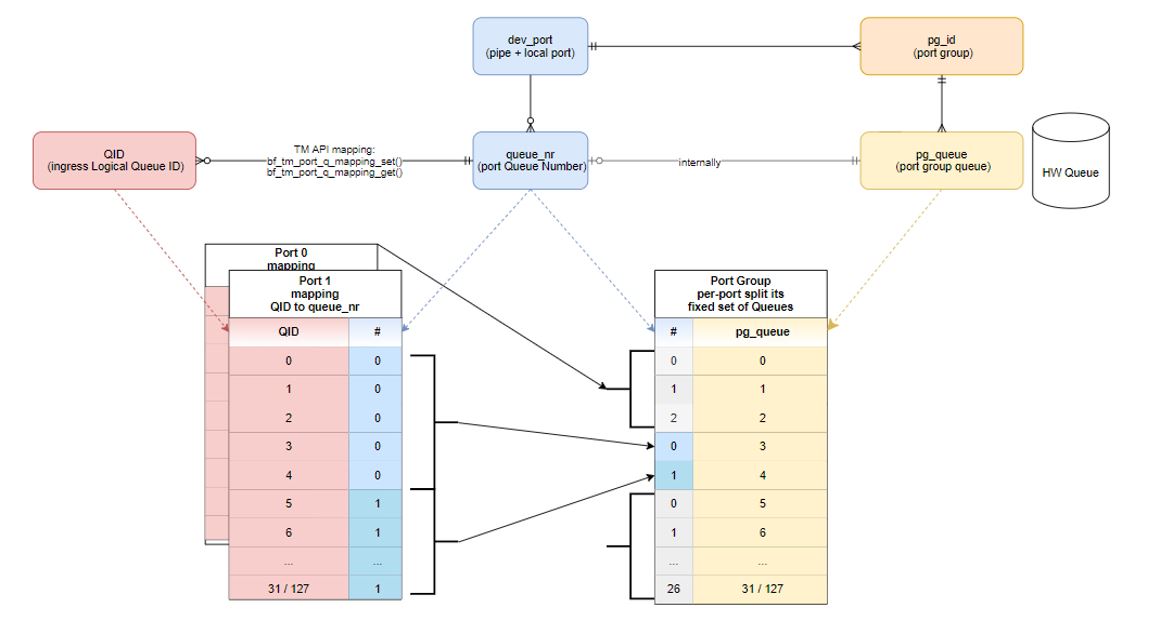 dev_port
(pipe + local port)
pg_id
(port group)
QID
(ingress Logical Queue ID)
TM API mapping:
bf_tm_port_q_mapping_set()
bf_tm_port_q_mapping_get()
queue_nr
(port Queue Number)
internally
pg_queue
(port group queue)
HW Queue
Port 0
mapping
Port 1
mapping
QID to queue_nr
QID #
0 0
1 0
2 0
3 0
4 0
5 1
6 1
... ...
31 / 127 1
Port Group
per-port split its
fixed set of Queues
# pg_queue
0 0
1 1
2 2
0 3
1 4
0 5
1 6
... ...
26 31 / 127